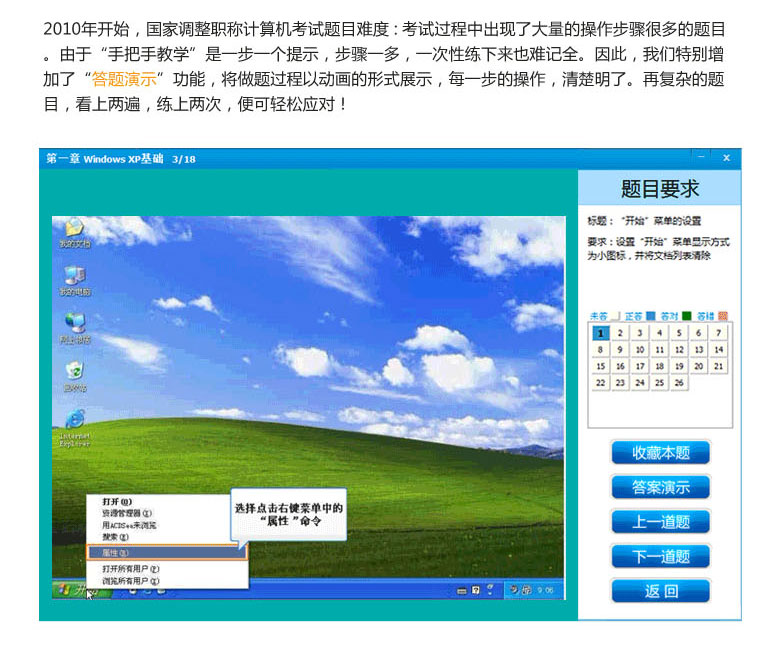 2010年开始，国家调整职称计算机考试题目难度：考试过程中出现了大量的操作步骤很多的题目
。由于“手把手教学”是一步一个提示，步骤一多，一次性练下来也难记全。因此，我们特别增
加了“答题演示”功能，将做题过程以动画的形式展示，每一步的操作，清楚明了。再复杂的题
目，看上两遍，练上两次，便可轻松应对！
第一章 Windows XP基础 3/18
题目要求
标题：“开始”菜单的设置
要求：设置“开始”菜单显示方式
为小图标，并将文档列表清除
未答 正答 答对 答错
1 2 3 4 5 6 7
8 9 10 11 12 13 14
15 16 17 18 19 20 21
22 23 24 25 26
收藏本题
答案演示
上一道题
下一道题
返回
我的文档
我的电脑
网上邻居
回收站
Internet
Explorer
打开(O)
资源管理器(X)
用ACDSee未浏览
搜索(E)
属性(R)
打开所有用户(P)
浏览所有用户(E)
选择点击右键菜单中的
“属性”命令
开始
9:06